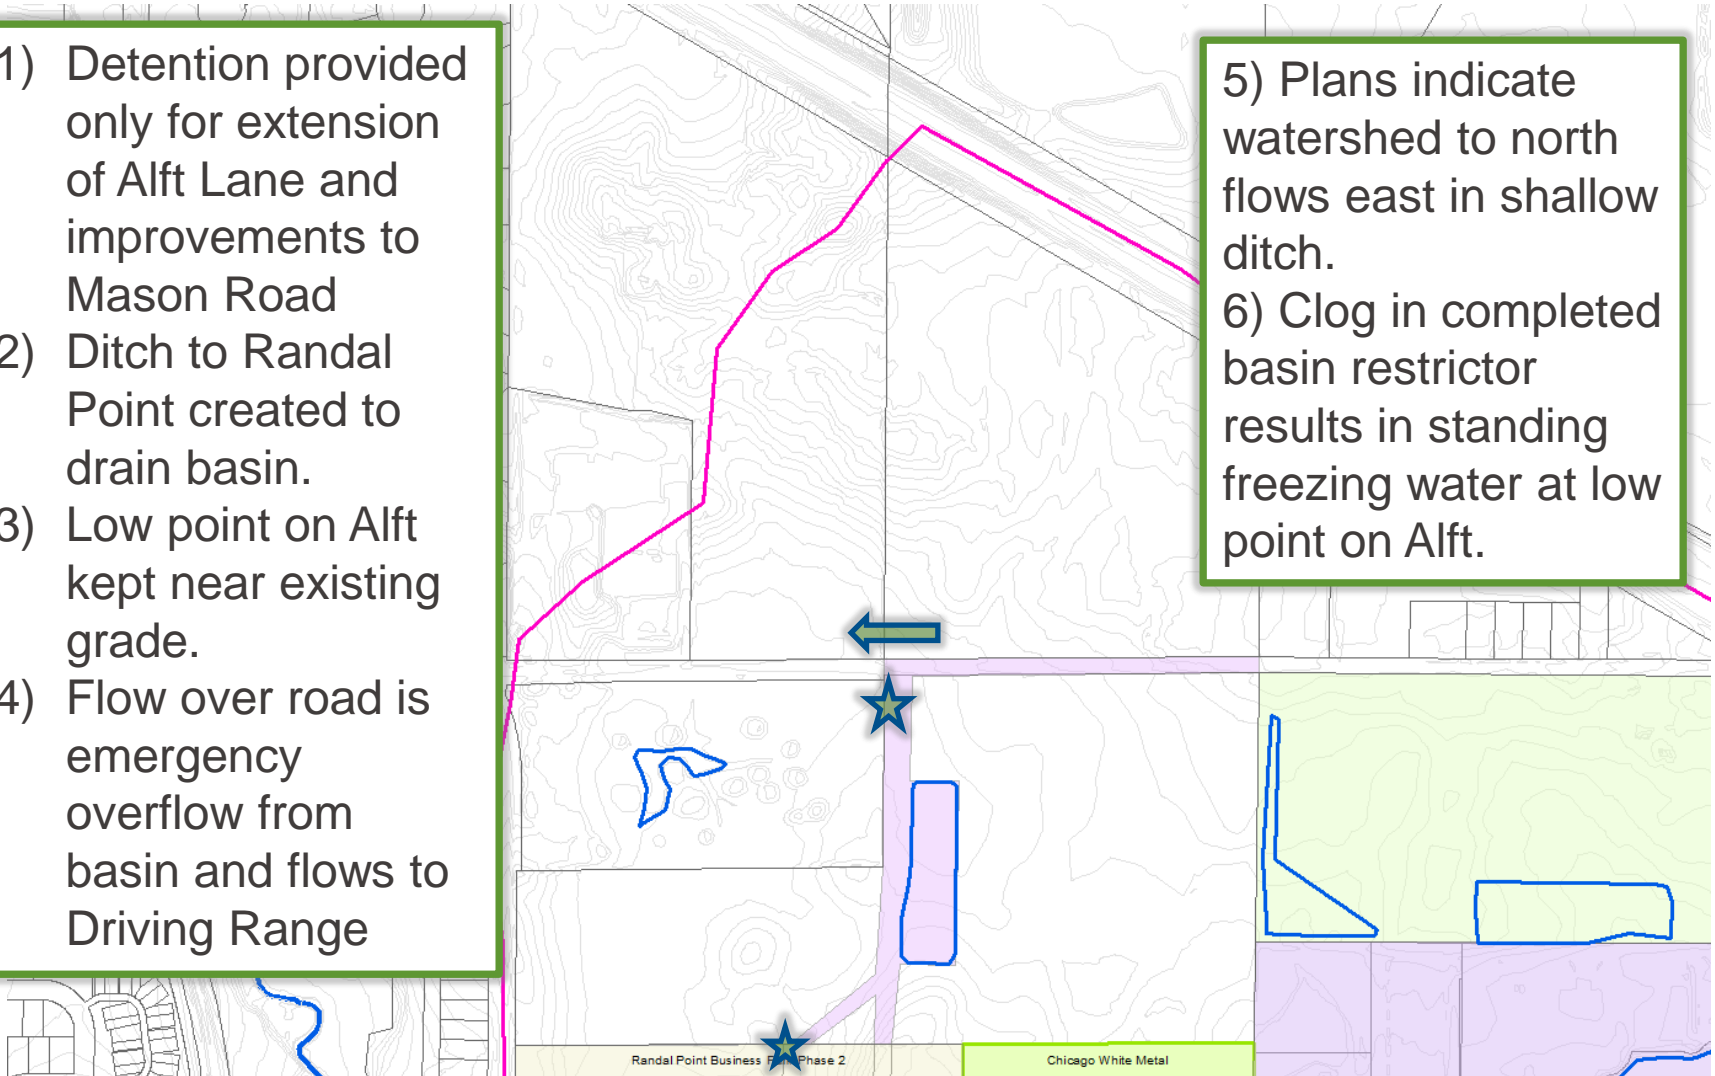 1) Detention provided
only for extension
of Alft Lane and
improvements to
Mason Road
2) Ditch to Randal
Point created to
drain basin.
3) Low point on Alft
kept near existing
grade.
4) Flow over road is
emergency
overflow from
basin and flows to
Driving Range
5) Plans indicate
watershed to north
flows east in shallow
ditch.
6) Clog in completed
basin restrictor
results in standing
freezing water at low
point on Alft.
Randal Point Business Phase 2
Chicago White Metal